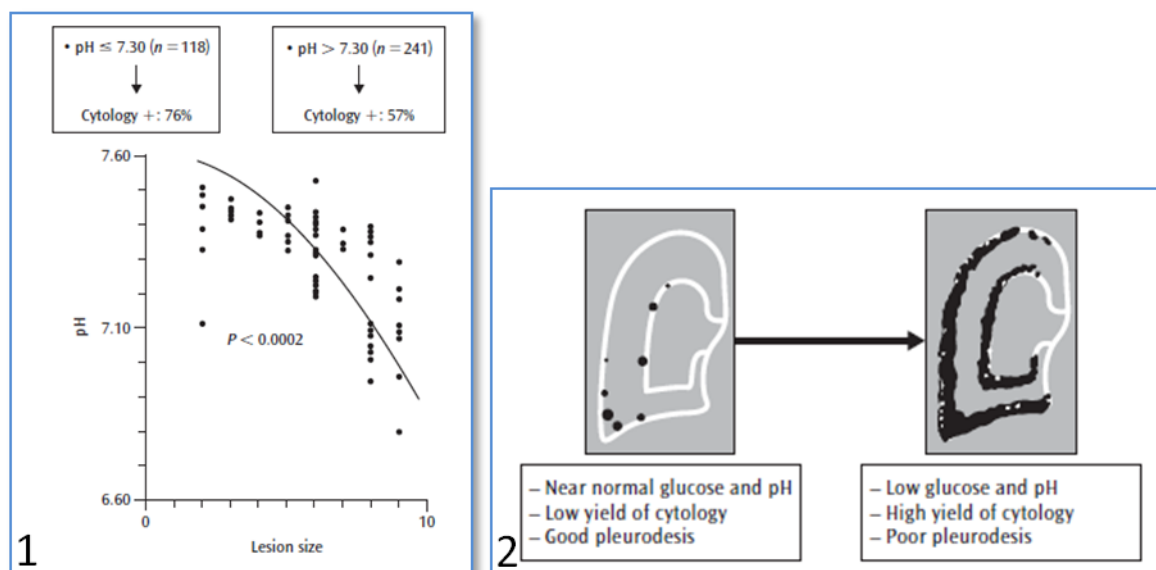 • pH ≤ 7.30 (n = 118)
Cytology +: 76%
• pH > 7.30 (n = 241)
Cytology +: 57%
7.60
7.10
6.60
pH
P < 0.0002
0
10
Lesion size
1
– Near normal glucose and pH
– Low yield of cytology
– Good pleurodesis
– Low glucose and pH
– High yield of cytology
– Poor pleurodesis
2